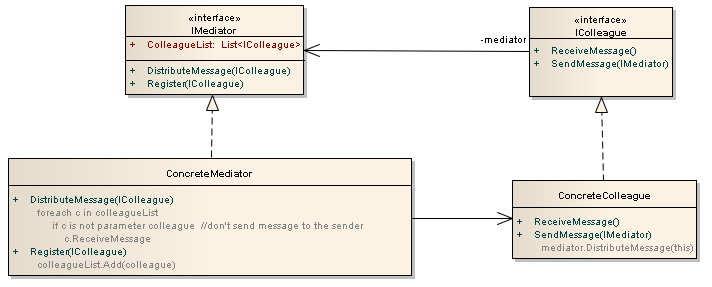 «interface»
IMediator
+ ColleagueList: List<IColleague>
+ DistributeMessage(IColleague)
+ Register(IColleague)
-mediator
«interface»
IColleague
+ ReceiveMessage()
+ SendMessage(IMediator)
ConcreteMediator
+ DistributeMessage(IColleague)
foreach c in colleagueList
if c is not parameter colleague //don't send message to the sender
c.ReceiveMessage
+ Register(IColleague)
colleagueList.Add(colleague)
ConcreteColleague
+ ReceiveMessage()
+ SendMessage(IMediator)
mediator.DistributeMessage(this)